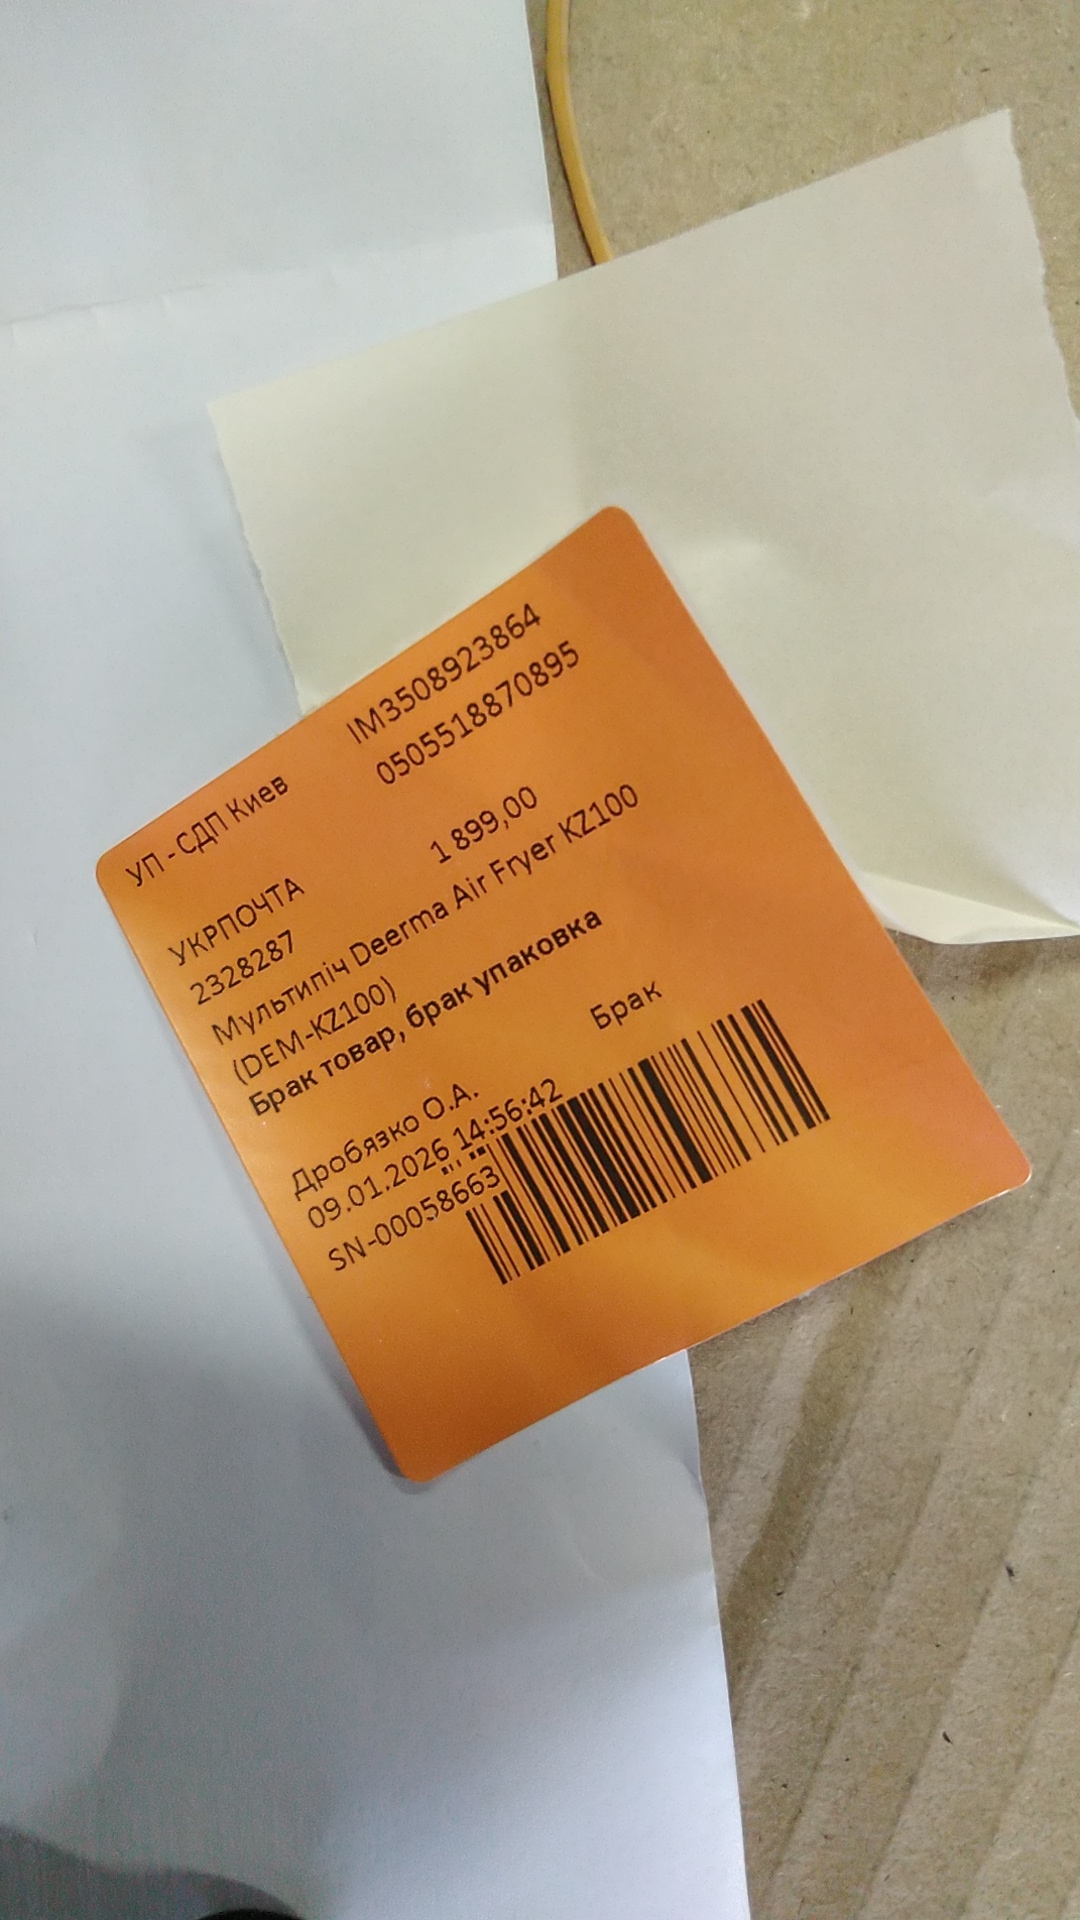 УП - СДП Киев IM3508923864
0505518870895
УКРПОЧТА
2328287 1 899,00
Мультипіч Deerma Air Fryer KZ100
(DEM-KZ100)
Брак товар, брак упаковка
Брак
Дробязко О.А.
09.01.2026 14:56:42
SN-00058663